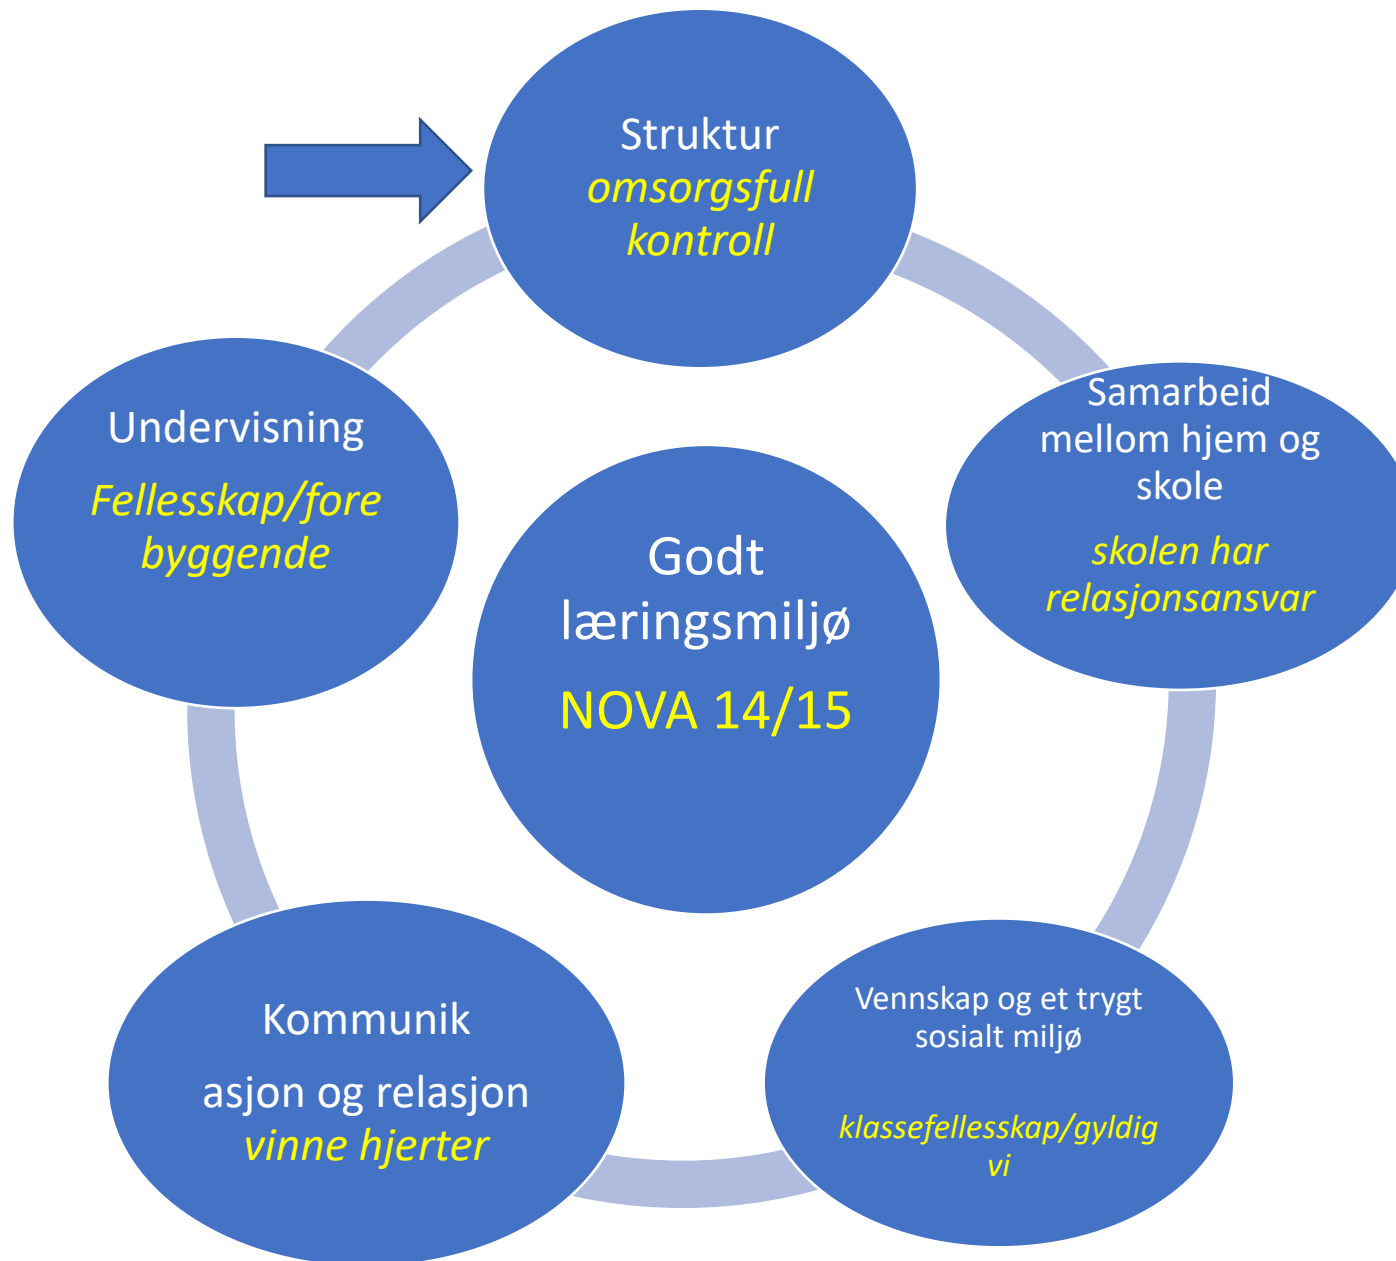 Struktur
omsorgsfull
kontroll
Samarbeid
mellom hjem og
skole
skolen har
relasjonsansvar
Vennskap og et trygt
sosialt miljø
klassefellesskap/gyldig
vi
Kommunik
asjon og relasjon
vinne hjerter
Undervisning
Fellesskap/fore
byggende
Godt
læringsmiljø
NOVA 14/15